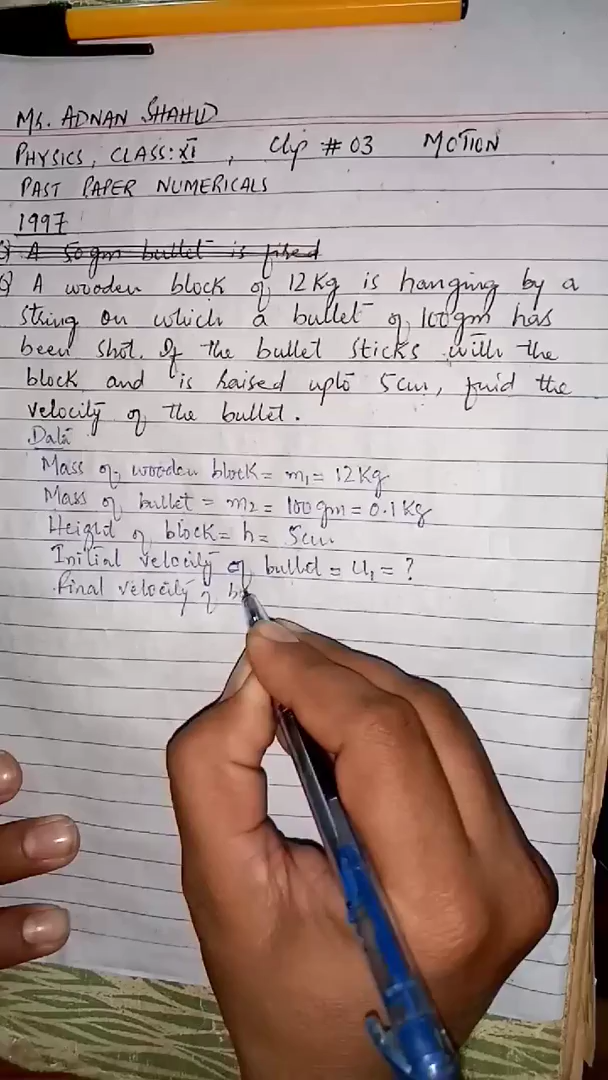 Mr. ADNAN SHAHID
PHYSICS, CLASS: XI , Clip # 03 MOTION
PAST PAPER NUMERICALS
1997
Q) A 50gm bullet is fired
Q) A wooden block of 12 Kg is hanging by a
string on which a bullet of 100gm has
been shot. If the bullet sticks with the
block and is raised upto 5cm, find the
velocity of the bullet.
Data
Mass of wooden block = m₁ = 12 Kg
Mass of bullet = m₂ = 100 gm = 0.1 Kg
Height of block = h = 5cm
Initial velocity of bullet = U₁ = ?
Final velocity of b